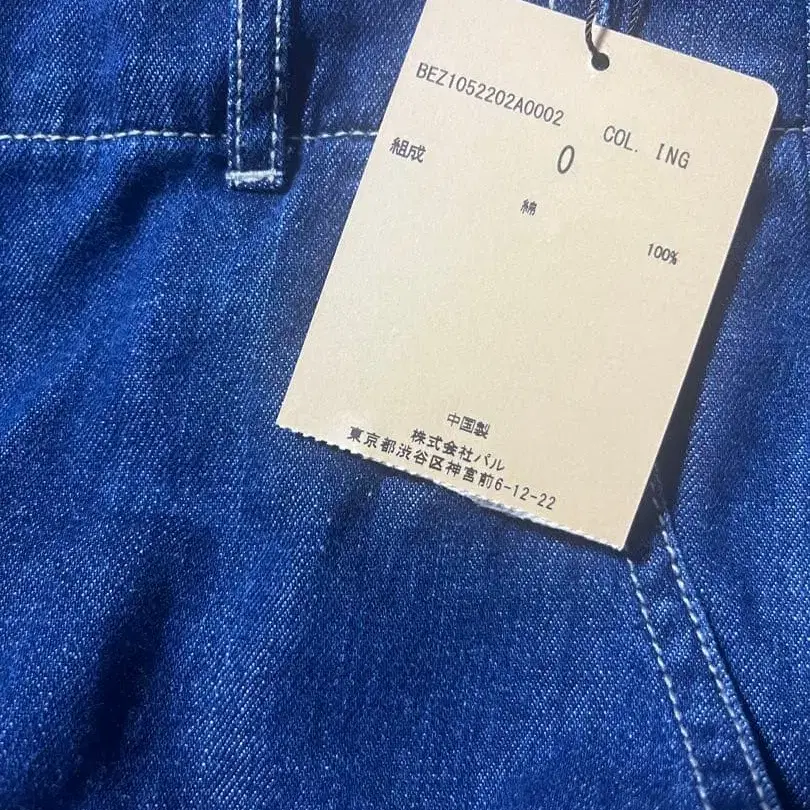 BEZ1052202A0002 COL. ING
組成 0
綿
100%
中国製
株式会社パル
東京都渋谷区神宮前6-12-22